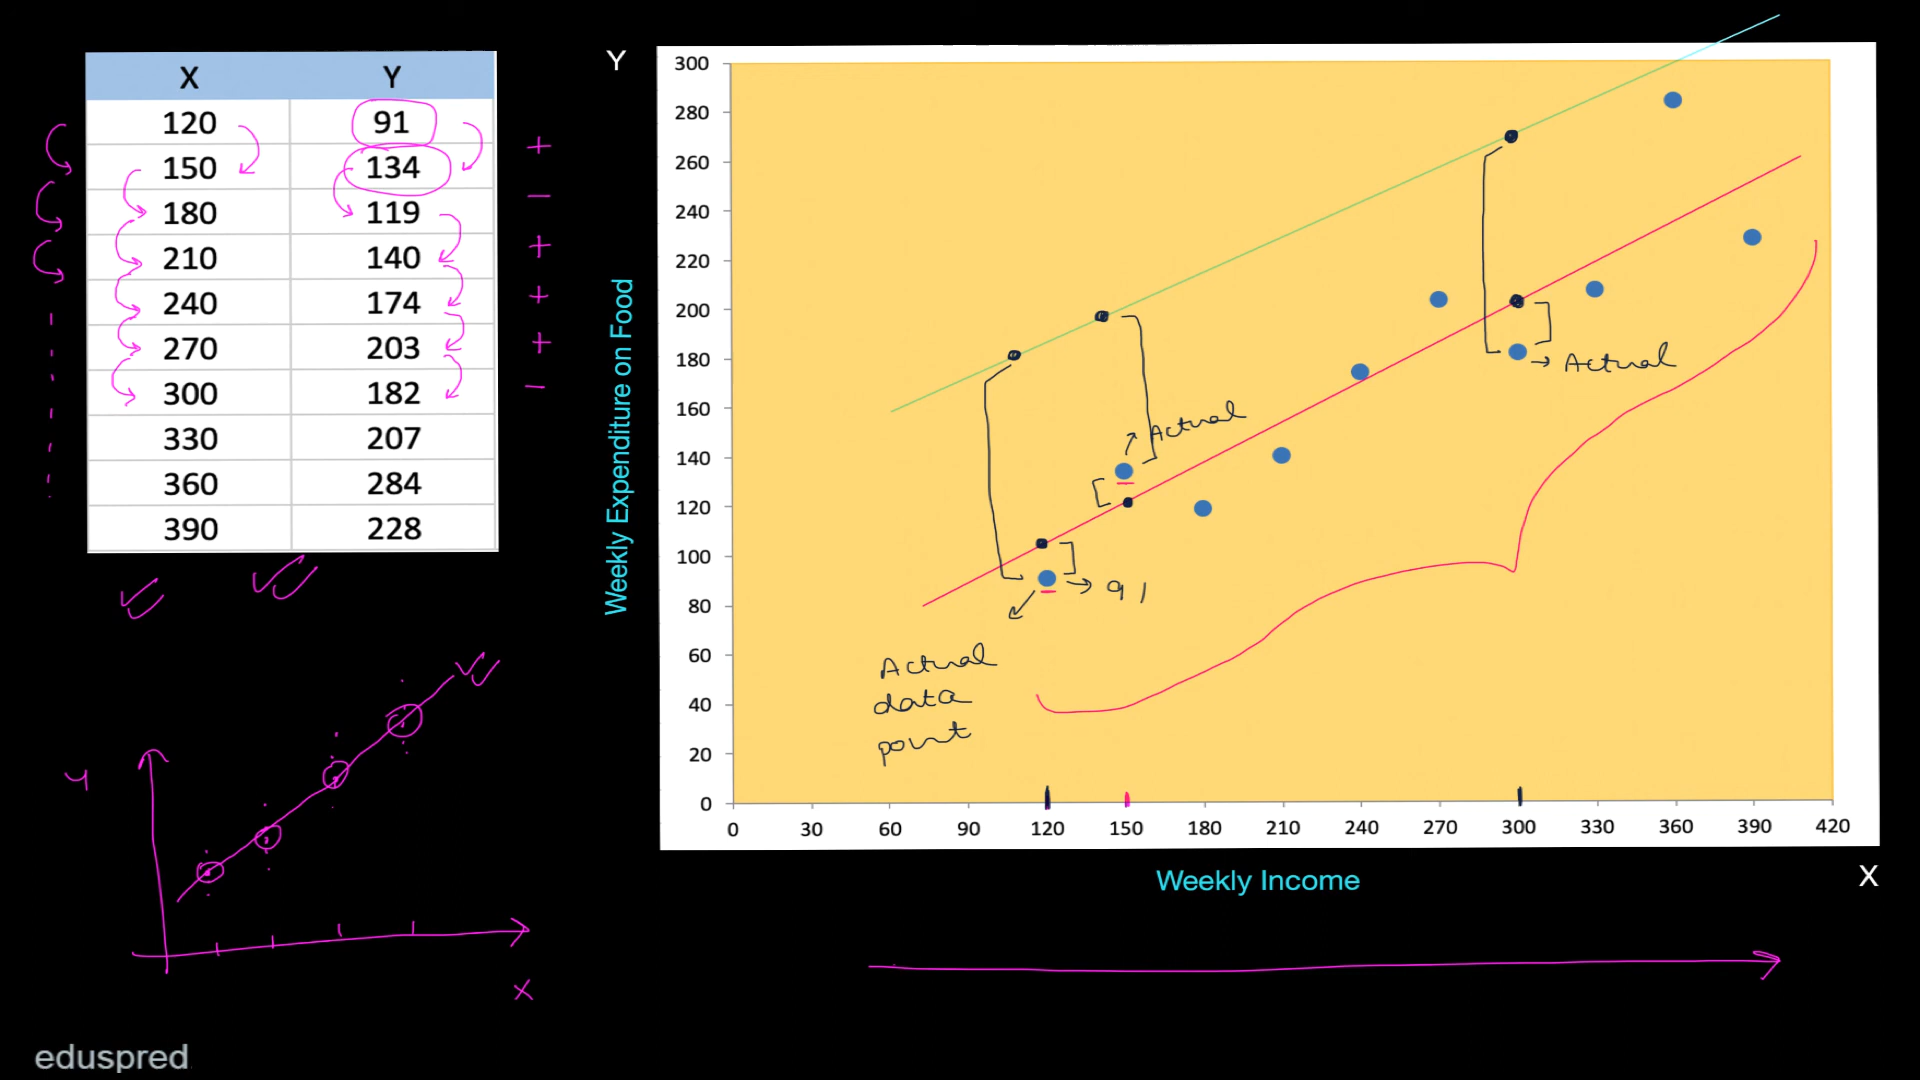 X Y
120 91
150 134
180 119
210 140
240 174
270 203
300 182
330 207
360 284
390 228
+
−
+
+
+
−
Y
Weekly Expenditure on Food
300
280
260
240
220
200
180
160
140
120
100
80
60
40
20
0
0 30 60 90 120 150 180 210 240 270 300 330 360 390 420
Actual
Actual
91
Actual
data
point
Weekly Income
X
y
x
eduspred